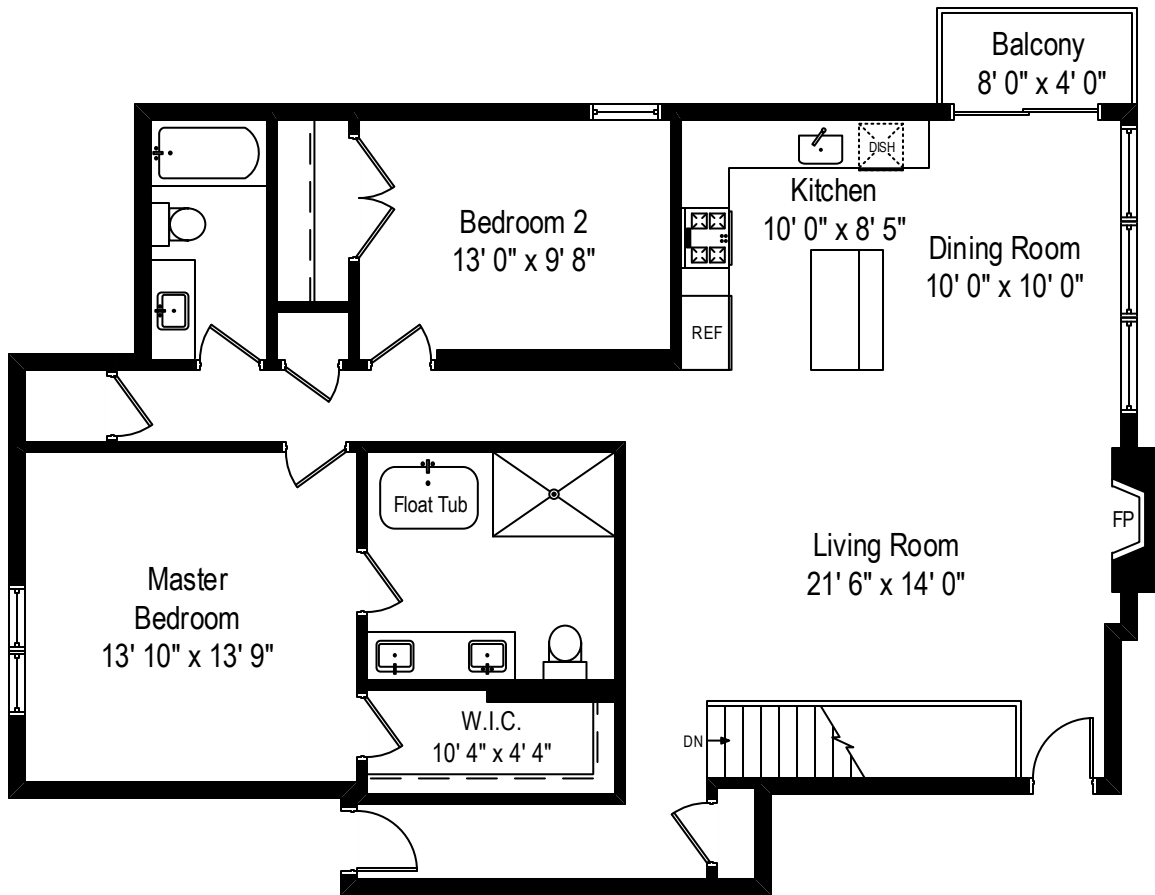 Balcony
8' 0" x 4' 0"
DISH
Kitchen
10' 0" x 8' 5"
Bedroom 2
13' 0" x 9' 8"
Dining Room
10' 0" x 10' 0"
REF
Float Tub
FP
Living Room
21' 6" x 14' 0"
Master
Bedroom
13' 10" x 13' 9"
W.I.C.
10' 4" x 4' 4"
DN